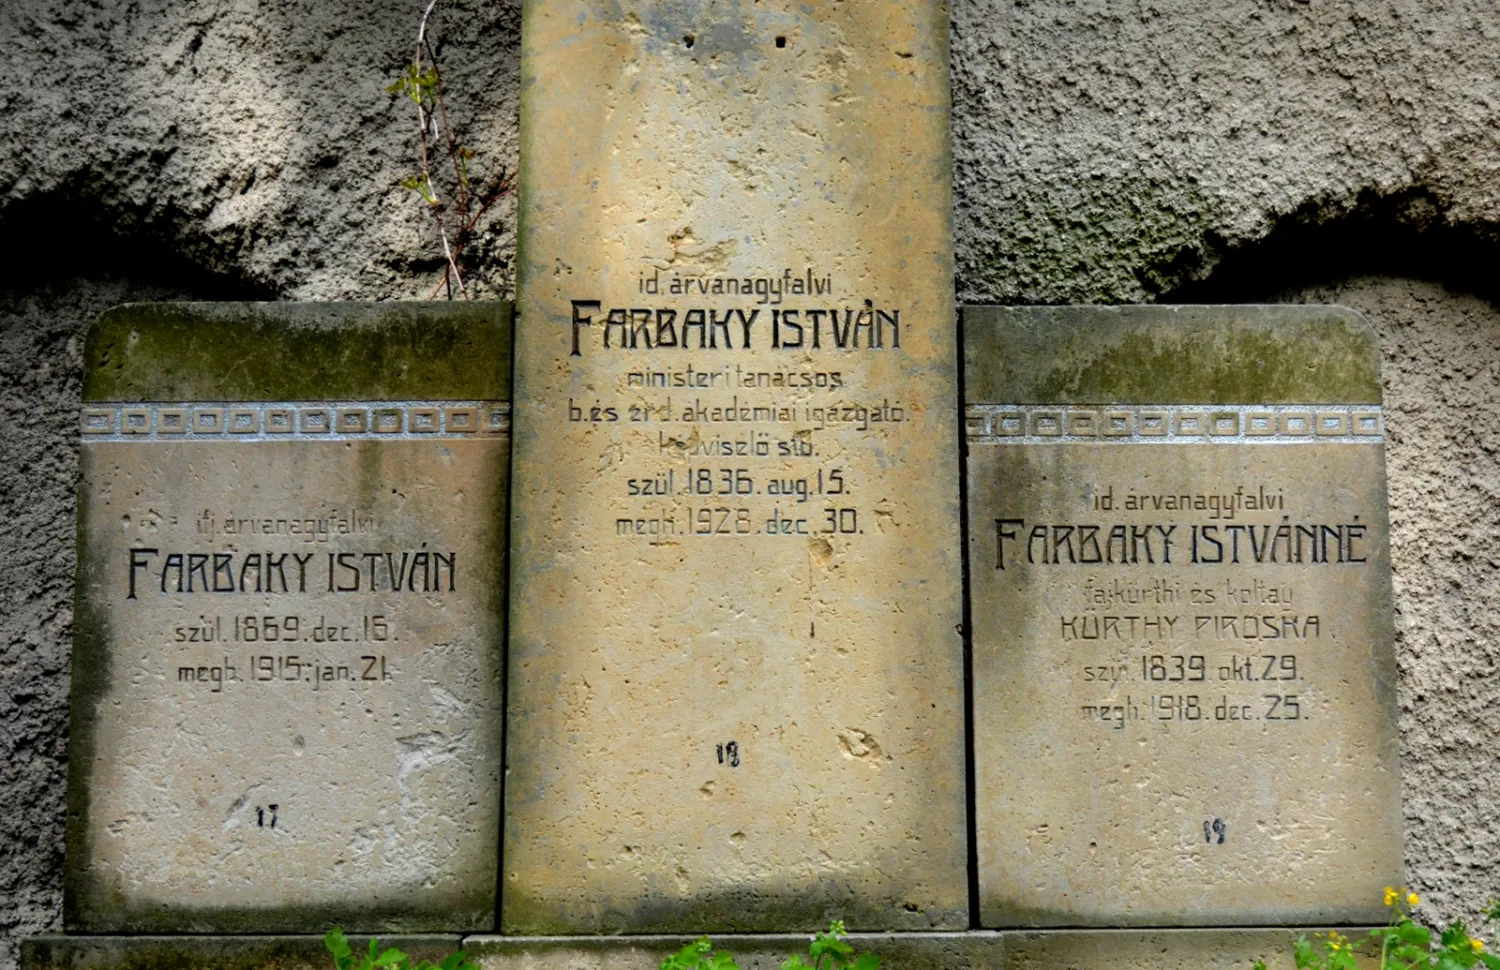 ifj. árvanagyfalvi
FARBAKY ISTVÁN
szül. 1869. dec. 16.
megh. 1915. jan. 21.
17
id. árvanagyfalvi
FARBAKY ISTVÁN
ministeri tanácsos
b. és erd. akadémiai igazgató.
képviselő stb.
szül. 1836. aug. 15.
megh. 1928. dec. 30.
18
id. árvanagyfalvi
FARBAKY ISTVÁNNÉ
fajkürthi és koltay
KÜRTHY PIROSKA
szül. 1839 okt. 29.
megh. 1918. dec. 25.
19